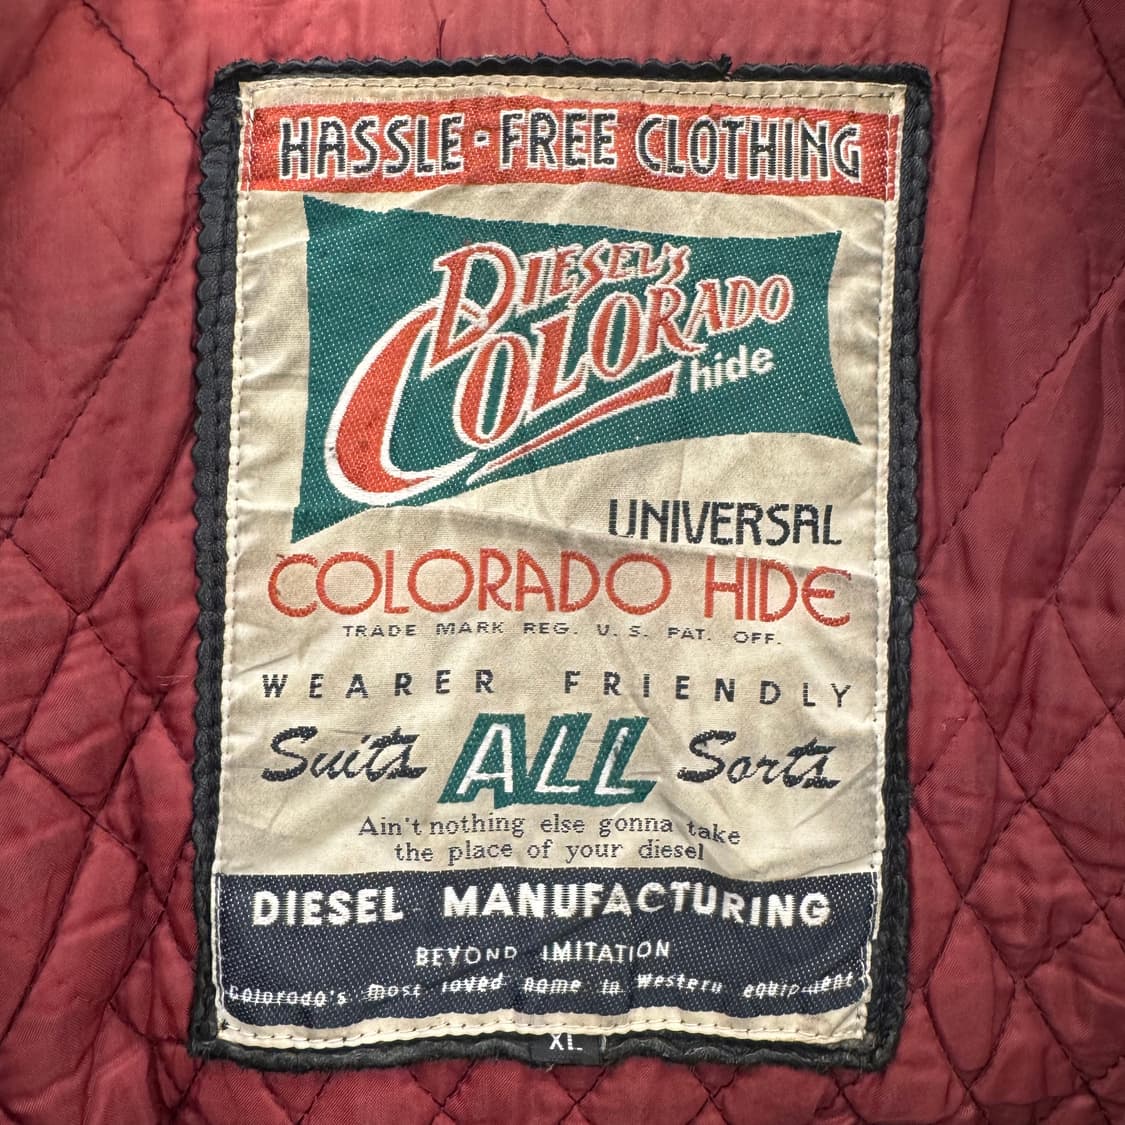 HASSLE-FREE CLOTHING
DIESEL'S
COLORADO
hide
UNIVERSAL
COLORADO HIDE
TRADE MARK REG. U.S. PAT. OFF.
WEARER FRIENDLY
Suits ALL Sorts
Ain't nothing else gonna take
the place of your diesel
DIESEL MANUFACTURING
BEYOND IMITATION
Colorado's most loved name in Western equipment
XL